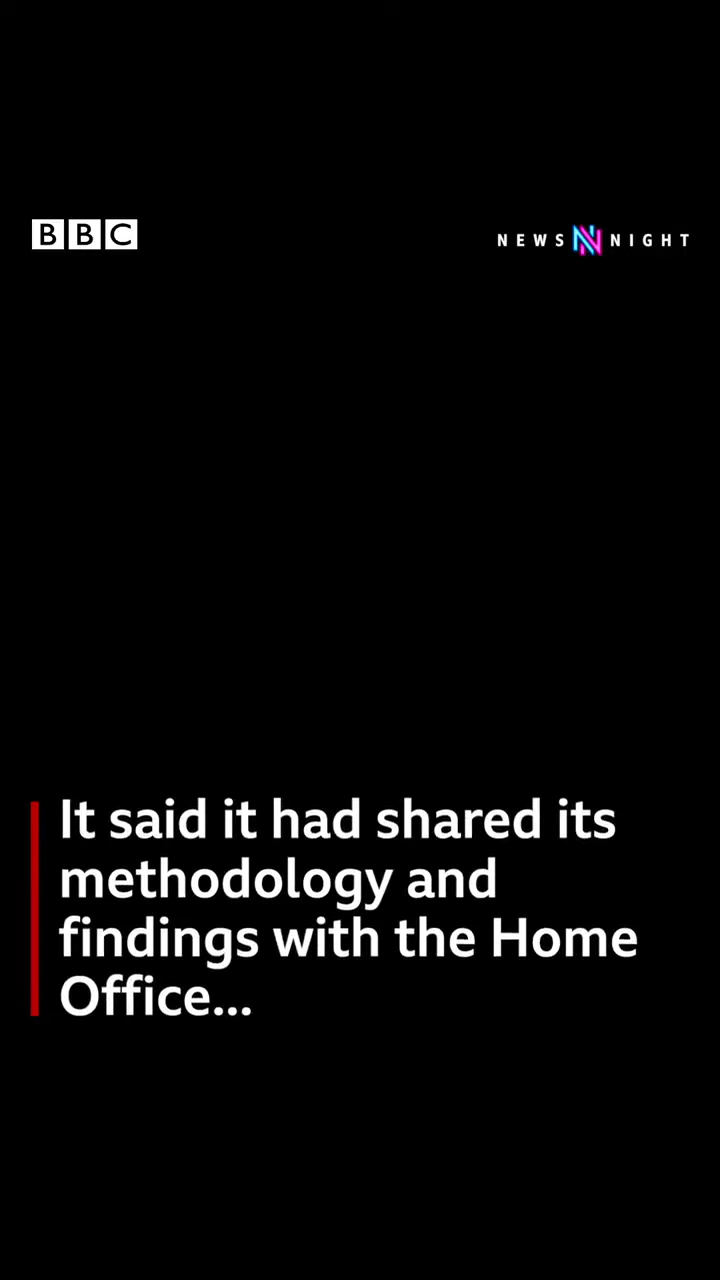 BBC
NEWS NIGHT
It said it had shared its
methodology and
findings with the Home
Office...